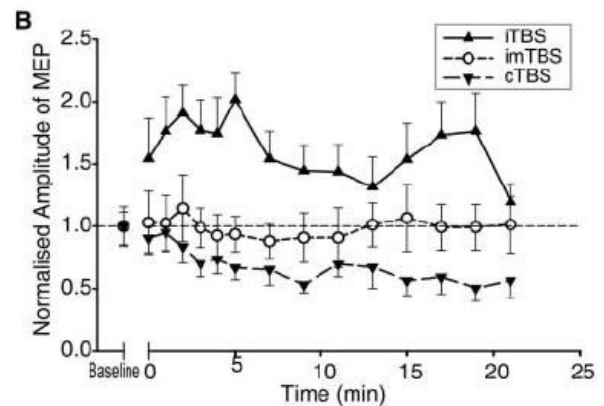 B
2.5
2.0
1.5
1.0
0.5
0.0
Normalised Amplitude of MEP
iTBS
imTBS
cTBS
Baseline 0 5 10 15 20 25
Time (min)